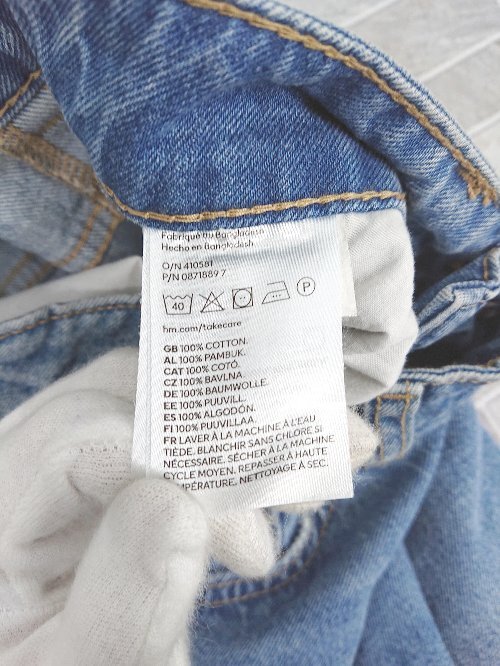 Fabriqué au Bangladesh
Hecho en Bangladesh
O/N 410581
P/N 0871889 7
40 P
hm.com/takecare
GB 100% COTTON.
AL 100% PAMBUK.
CAT 100% COTÓ.
CZ 100% BAVLNA.
DE 100% BAUMWOLLE.
EE 100% PUUVILL.
ES 100% ALGODÓN.
FI 100% PUUVILLAA.
FR LAVER À LA MACHINE À L'EAU
TIÈDE. BLANCHIR SANS CHLORE SI
NÉCESSAIRE. SÉCHER À LA MACHINE
CYCLE MOYEN. REPASSER À HAUTE
TEMPÉRATURE. NETTOYAGE À SEC.